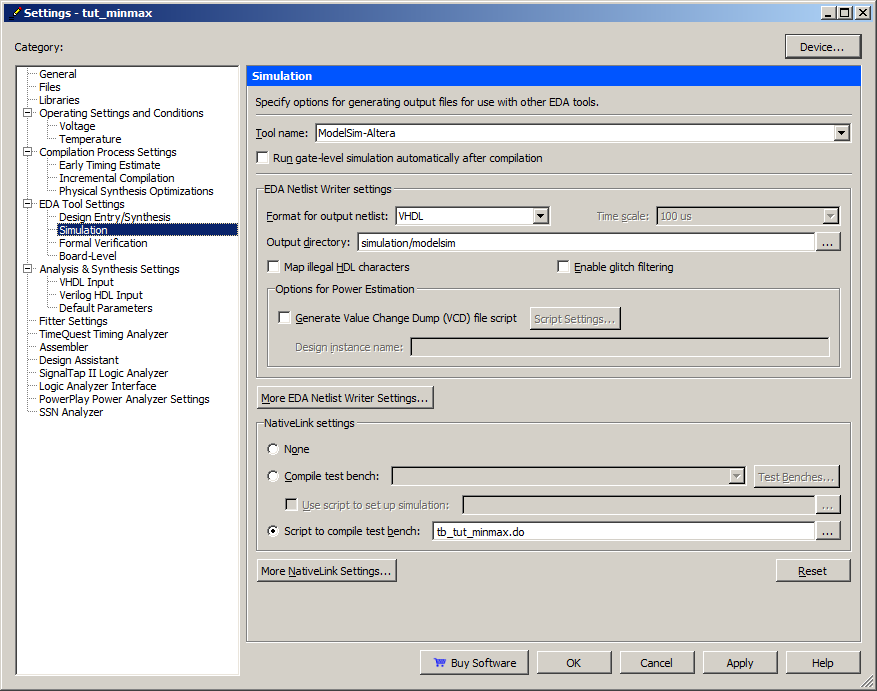 Settings - tut_minmax
Category:
Device...
General
Files
Libraries
Operating Settings and Conditions
Voltage
Temperature
Compilation Process Settings
Early Timing Estimate
Incremental Compilation
Physical Synthesis Optimizations
EDA Tool Settings
Design Entry/Synthesis
Simulation
Formal Verification
Board-Level
Analysis & Synthesis Settings
VHDL Input
Verilog HDL Input
Default Parameters
Fitter Settings
TimeQuest Timing Analyzer
Assembler
Design Assistant
SignalTap II Logic Analyzer
Logic Analyzer Interface
PowerPlay Power Analyzer Settings
SSN Analyzer
Simulation
Specify options for generating output files for use with other EDA tools.
Tool name: ModelSim-Altera
Run gate-level simulation automatically after compilation
EDA Netlist Writer settings
Format for output netlist: VHDL Time scale: 100 us
Output directory: simulation/modelsim ...
Map illegal HDL characters Enable glitch filtering
Options for Power Estimation
Generate Value Change Dump (VCD) file script Script Settings...
Design instance name:
More EDA Netlist Writer Settings...
NativeLink settings
None
Compile test bench: Test Benches...
Use script to set up simulation: ...
Script to compile test bench: tb_tut_minmax.do ...
More NativeLink Settings... Reset
Buy Software OK Cancel Apply Help